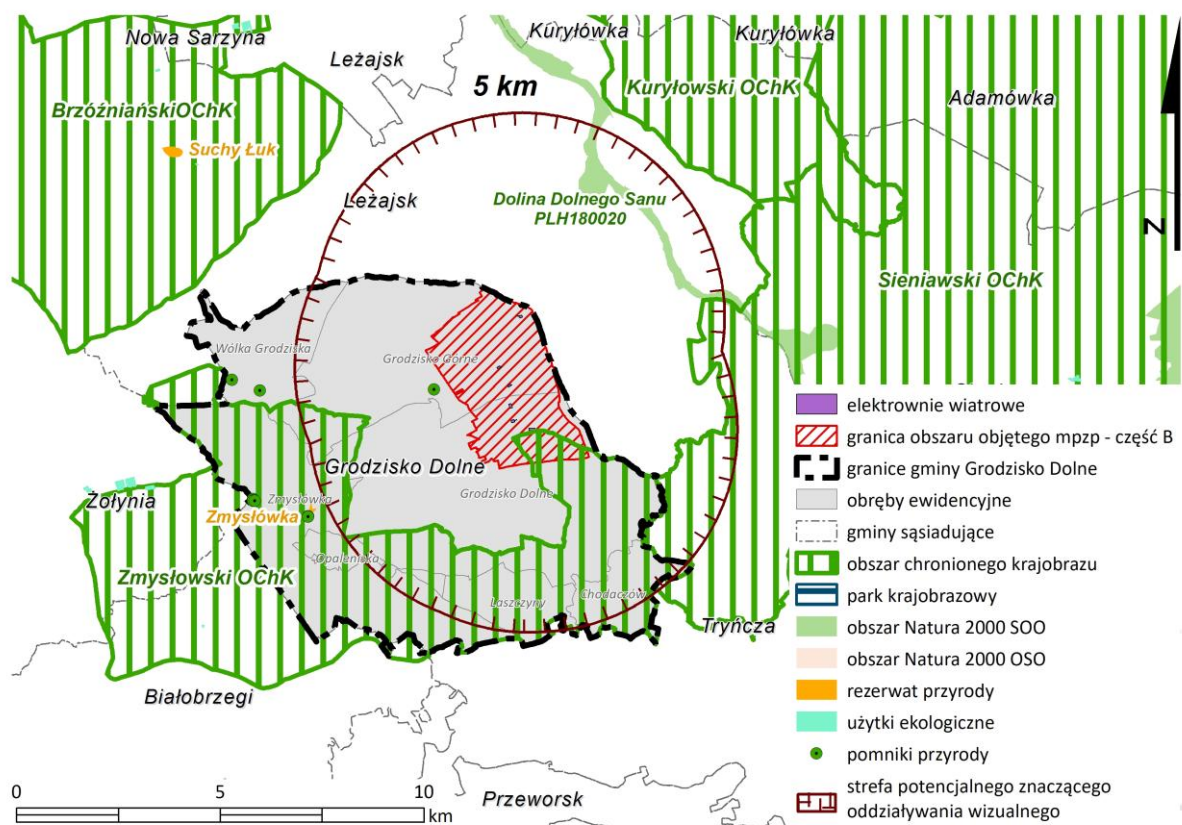 Nowa Sarzyna
Leżajsk
Kuryłówka
Kuryłówka
5 km
BrzóźniańskiOChK
Kuryłowski OChK
Adamówka
Suchy Łuk
Leżajsk
Dolina Dolnego Sanu
PLH180020
N
Sieniawski OChK
Wólka Grodziska
Grodzisko Górne
Grodzisko Dolne
Grodzisko Dolne
Żołynia
Zmysłówka
Zmysłówka
Opalenicka
Zmysłowski OChK
Laszczyny
Chodaczów
Tryńcza
Białobrzegi
Przeworsk
0 5 10
km
elektrownie wiatrowe
granica obszaru objętego mpzp - część B
granice gminy Grodzisko Dolne
obręby ewidencyjne
gminy sąsiadujące
obszar chronionego krajobrazu
park krajobrazowy
obszar Natura 2000 SOO
obszar Natura 2000 OSO
rezerwat przyrody
użytki ekologiczne
pomniki przyrody
strefa potencjalnego znaczącego
oddziaływania wizualnego